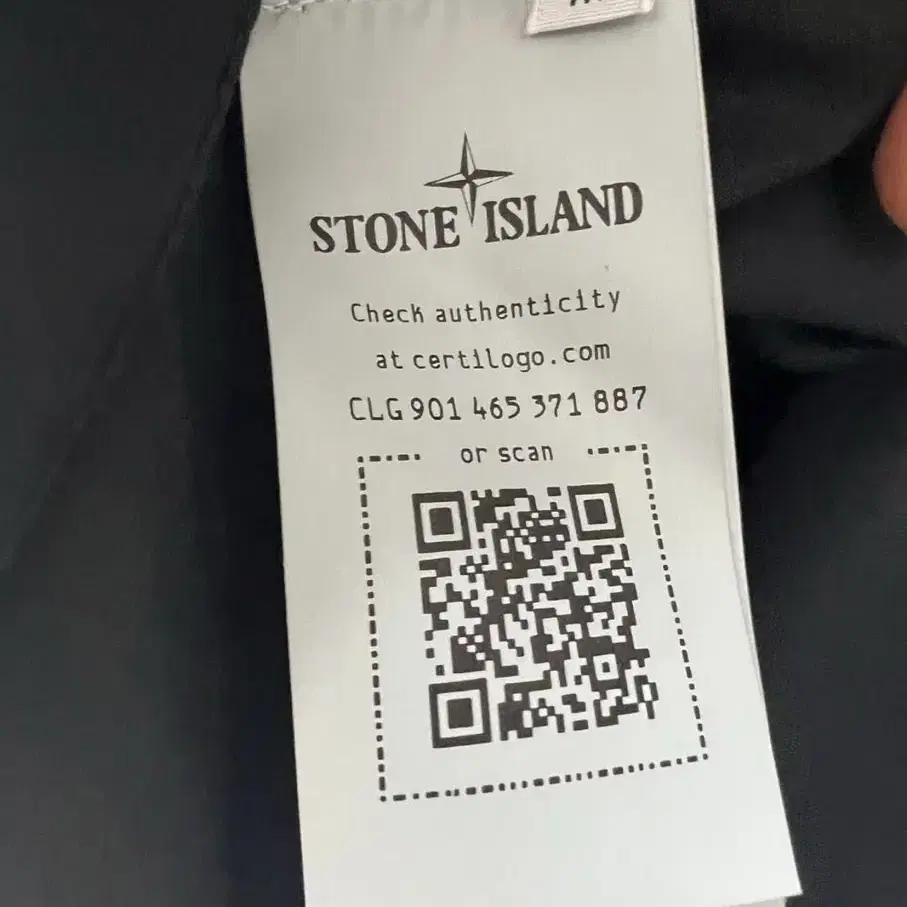 STONE ISLAND
Check authenticity
at certilogo.com
CLG 901 465 371 887
or scan